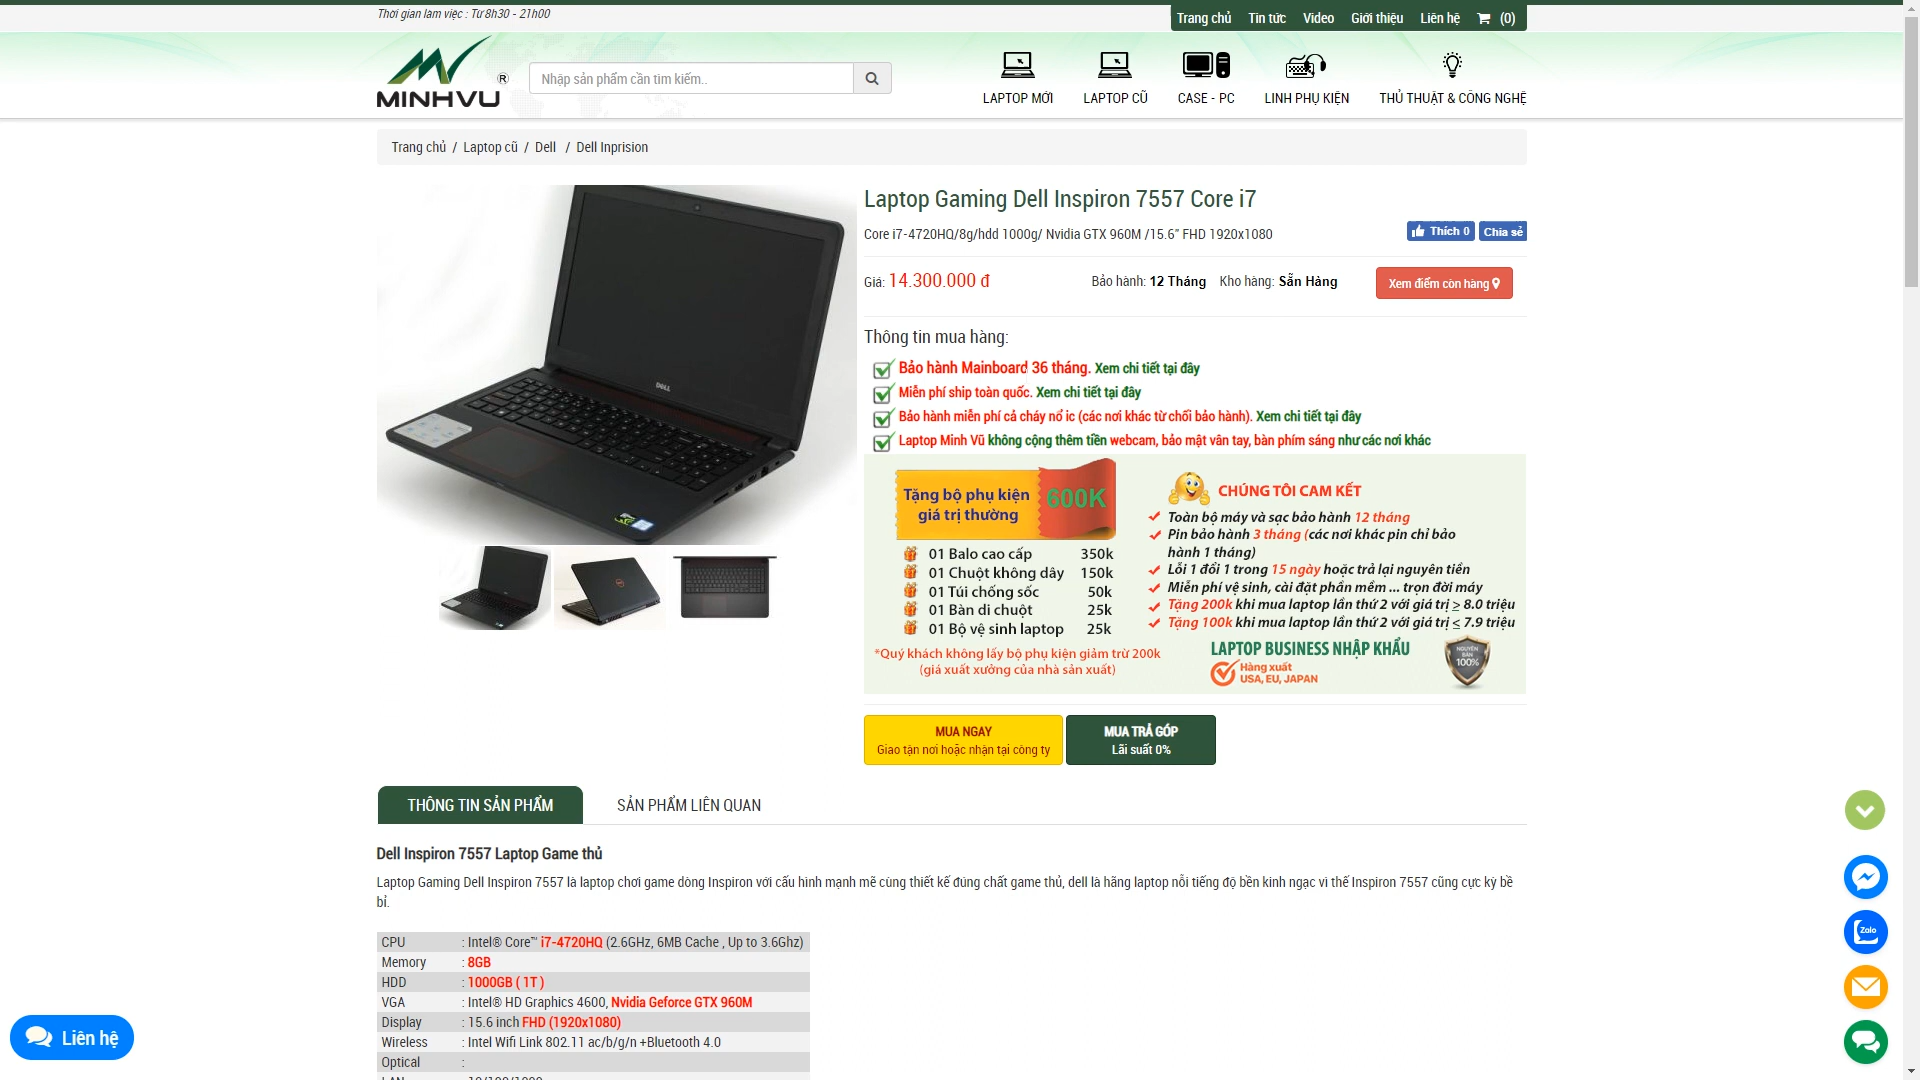 Thời gian làm việc : Từ 8h30 - 21h00
Trang chủ Tin tức Video Giới thiệu Liên hệ (0)
MINHVU ®
Nhập sản phẩm cần tìm kiếm..
LAPTOP MỚI LAPTOP CŨ CASE - PC LINH PHỤ KIỆN THỦ THUẬT & CÔNG NGHỆ
Trang chủ / Laptop cũ / Dell / Dell Inprision
Laptop Gaming Dell Inspiron 7557 Core i7
Core i7-4720HQ/8g/hdd 1000g/ Nvidia GTX 960M /15.6" FHD 1920x1080
Thích 0 Chia sẻ
Giá: 14.300.000 đ Bảo hành: 12 Tháng Kho hàng: Sẵn Hàng Xem điểm còn hàng
Thông tin mua hàng:
Bảo hành Mainboard 36 tháng. Xem chi tiết tại đây
Miễn phí ship toàn quốc. Xem chi tiết tại đây
Bảo hành miễn phí cả cháy nổ ic (các nơi khác từ chối bảo hành). Xem chi tiết tại đây
Laptop Minh Vũ không cộng thêm tiền webcam, bảo mật vân tay, bàn phím sáng như các nơi khác
Tặng bộ phụ kiện
giá trị thường
600K
01 Balo cao cấp 350k
01 Chuột không dây 150k
01 Túi chống sốc 50k
01 Bàn di chuột 25k
01 Bộ vệ sinh laptop 25k
*Quý khách không lấy bộ phụ kiện giảm trừ 200k
(giá xuất xưởng của nhà sản xuất)
CHÚNG TÔI CAM KẾT
Toàn bộ máy và sạc bảo hành 12 tháng
Pin bảo hành 3 tháng (các nơi khác pin chỉ bảo
hành 1 tháng)
Lỗi 1 đổi 1 trong 15 ngày hoặc trả lại nguyên tiền
Miễn phí vệ sinh, cài đặt phần mềm ... trọn đời máy
Tặng 200k khi mua laptop lần thứ 2 với giá trị ≥ 8.0 triệu
Tặng 100k khi mua laptop lần thứ 2 với giá trị ≤ 7.9 triệu
LAPTOP BUSINESS NHẬP KHẨU
Hàng xuất
USA, EU, JAPAN
NGUYÊN
BẢN
100%
DELL
MUA NGAY
Giao tận nơi hoặc nhận tại công ty
MUA TRẢ GÓP
Lãi suất 0%
THÔNG TIN SẢN PHẨM SẢN PHẨM LIÊN QUAN
Dell Inspiron 7557 Laptop Game thủ
Laptop Gaming Dell Inspiron 7557 là laptop chơi game dòng Inspiron với cấu hình mạnh mẽ cùng thiết kế đúng chất game thủ, dell là hãng laptop nỗi tiếng độ bền kinh ngạc vì thế Inspiron 7557 cũng cực kỳ bề
bỉ.
CPU : Intel® Core™ i7-4720HQ (2.6GHz, 6MB Cache , Up to 3.6Ghz)
Memory : 8GB
HDD : 1000GB ( 1T )
VGA : Intel® HD Graphics 4600, Nvidia Geforce GTX 960M
Display : 15.6 inch FHD (1920x1080)
Wireless : Intel Wifi Link 802.11 ac/b/g/n +Bluetooth 4.0
Optical :
LAN : 10/100/1000
Liên hệ
Zalo